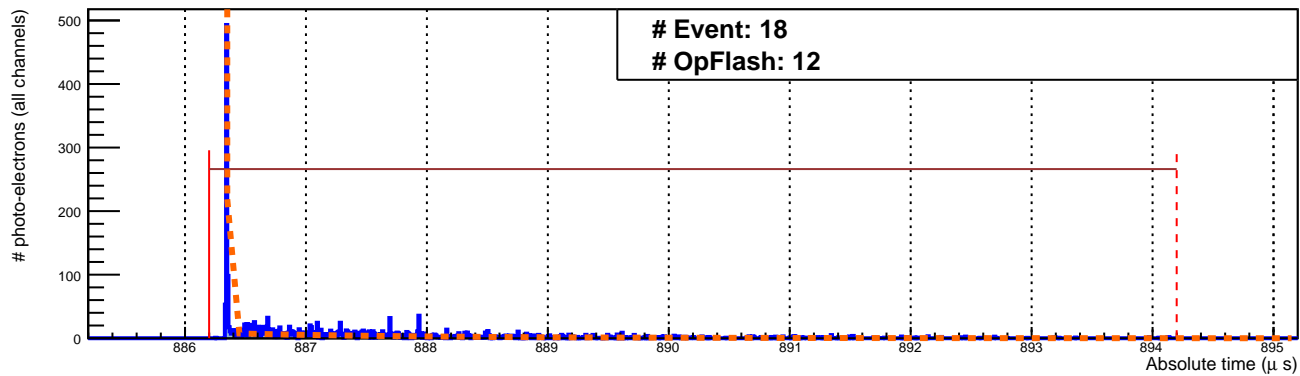 # Event: 18
# OpFlash: 12
# photo-electrons (all channels)
500
400
300
200
100
0
886 887 888 889 890 891 892 893 894 895
Absolute time (μ s)